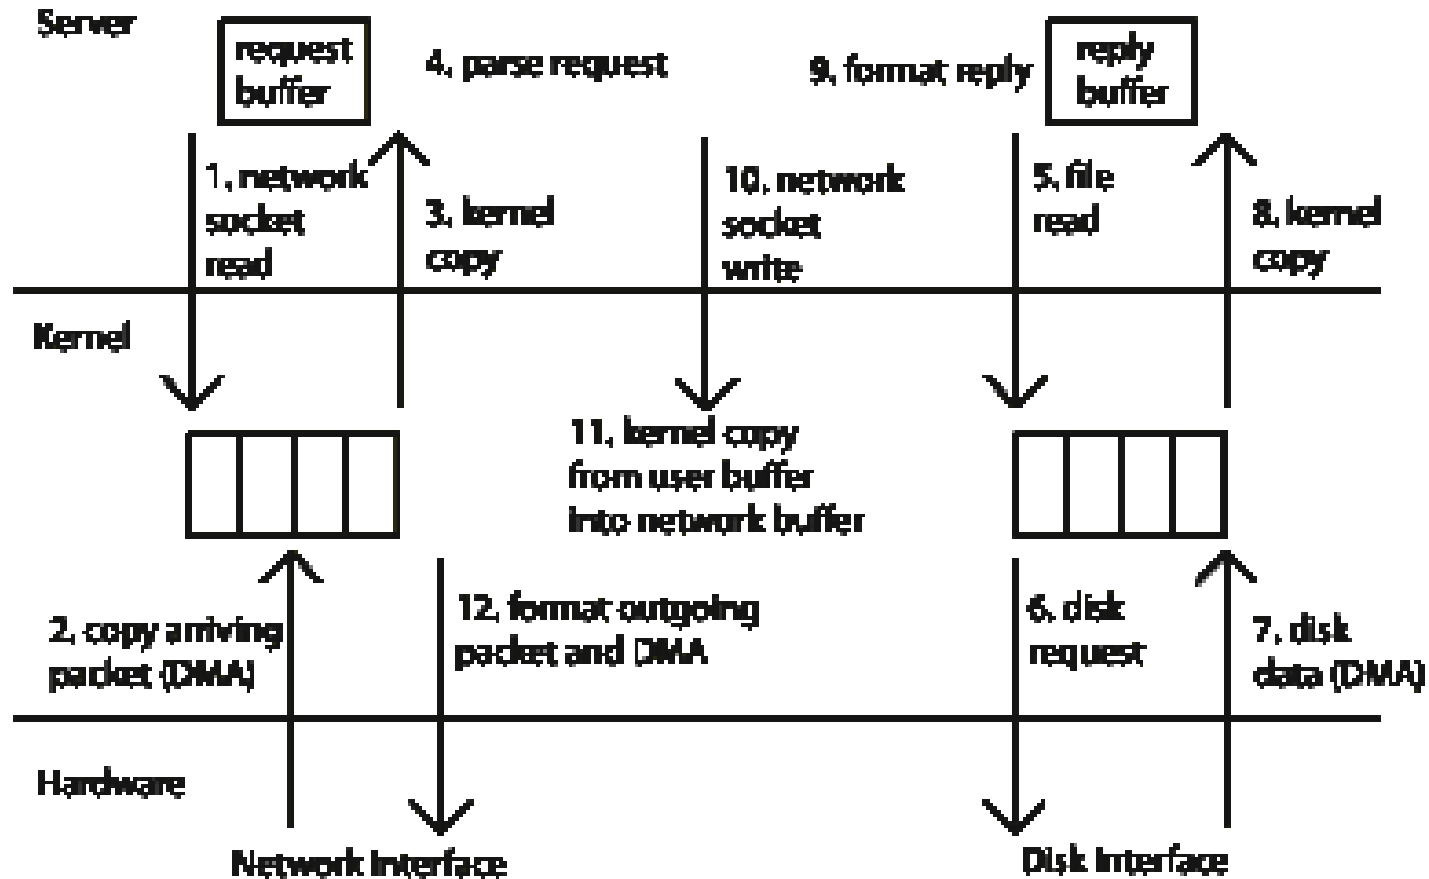 Server
request
buffer
4. parse request
9. format reply
reply
buffer
1. network
socket
read
3. kernel
copy
10. network
socket
write
5. file
read
8. kernel
copy
Kernel
11. kernel copy
from user buffer
into network buffer
2. copy arriving
packet (DMA)
12. format outgoing
packet and DMA
6. disk
request
7. disk
data (DMA)
Hardware
Network Interface
Disk Interface